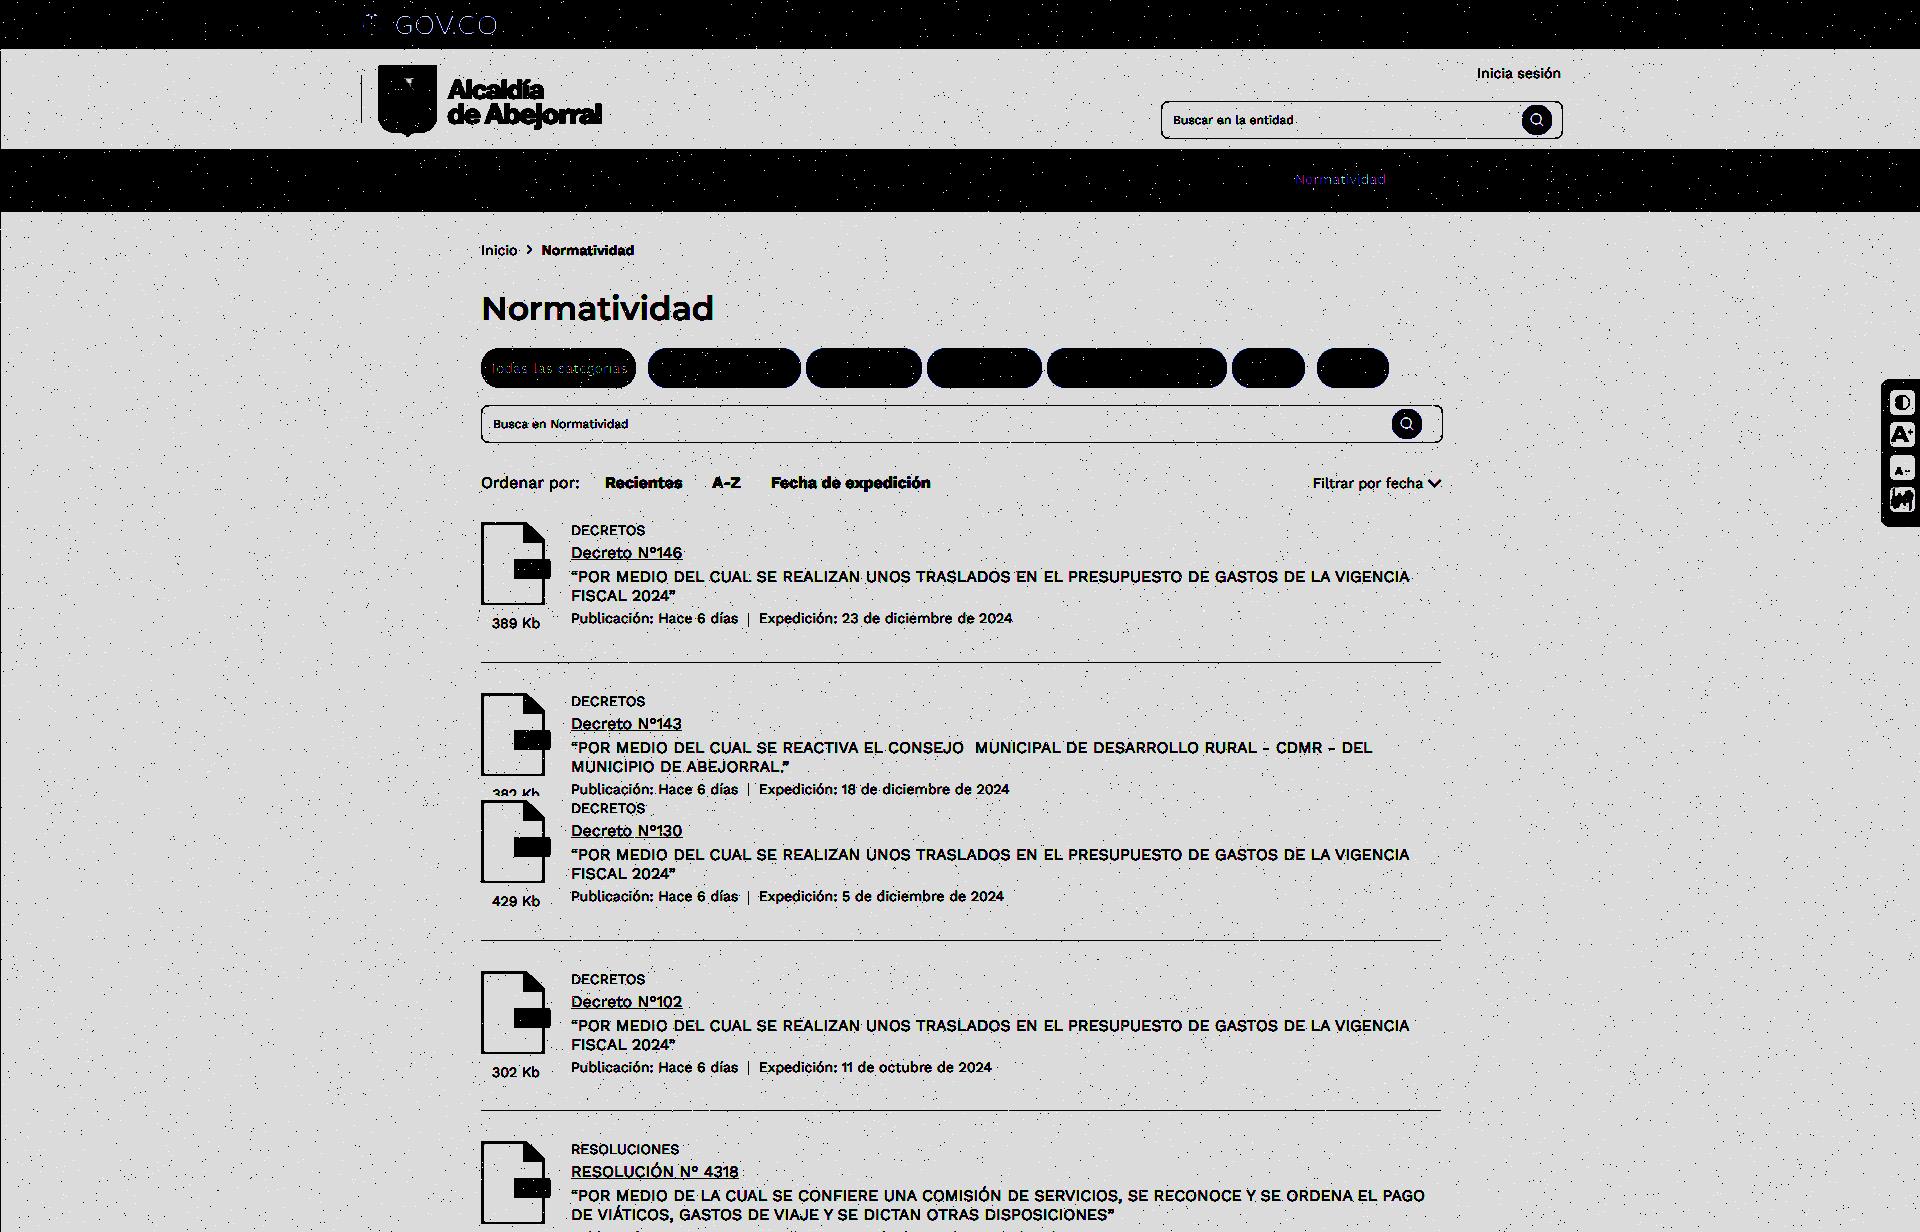 GOV.CO
Alcaldía
de Abejorral
Inicia sesión
Buscar en la entidad
Normatividad
Inicio > Normatividad
Normatividad
Todas las categorías
Busca en Normatividad
Ordenar por: Recientes A-Z Fecha de expedición Filtrar por fecha
DECRETOS
Decreto N°146
“POR MEDIO DEL CUAL SE REALIZAN UNOS TRASLADOS EN EL PRESUPUESTO DE GASTOS DE LA VIGENCIA
FISCAL 2024”
Publicación: Hace 6 días | Expedición: 23 de diciembre de 2024
389 Kb
DECRETOS
Decreto N°143
“POR MEDIO DEL CUAL SE REACTIVA EL CONSEJO MUNICIPAL DE DESARROLLO RURAL - CDMR - DEL
MUNICIPIO DE ABEJORRAL.”
Publicación: Hace 6 días | Expedición: 18 de diciembre de 2024
382 Kb
DECRETOS
Decreto N°130
“POR MEDIO DEL CUAL SE REALIZAN UNOS TRASLADOS EN EL PRESUPUESTO DE GASTOS DE LA VIGENCIA
FISCAL 2024”
Publicación: Hace 6 días | Expedición: 5 de diciembre de 2024
429 Kb
DECRETOS
Decreto N°102
“POR MEDIO DEL CUAL SE REALIZAN UNOS TRASLADOS EN EL PRESUPUESTO DE GASTOS DE LA VIGENCIA
FISCAL 2024”
Publicación: Hace 6 días | Expedición: 11 de octubre de 2024
302 Kb
RESOLUCIONES
RESOLUCIÓN N° 4318
“POR MEDIO DE LA CUAL SE CONFIERE UNA COMISIÓN DE SERVICIOS, SE RECONOCE Y SE ORDENA EL PAGO
DE VIÁTICOS, GASTOS DE VIAJE Y SE DICTAN OTRAS DISPOSICIONES”